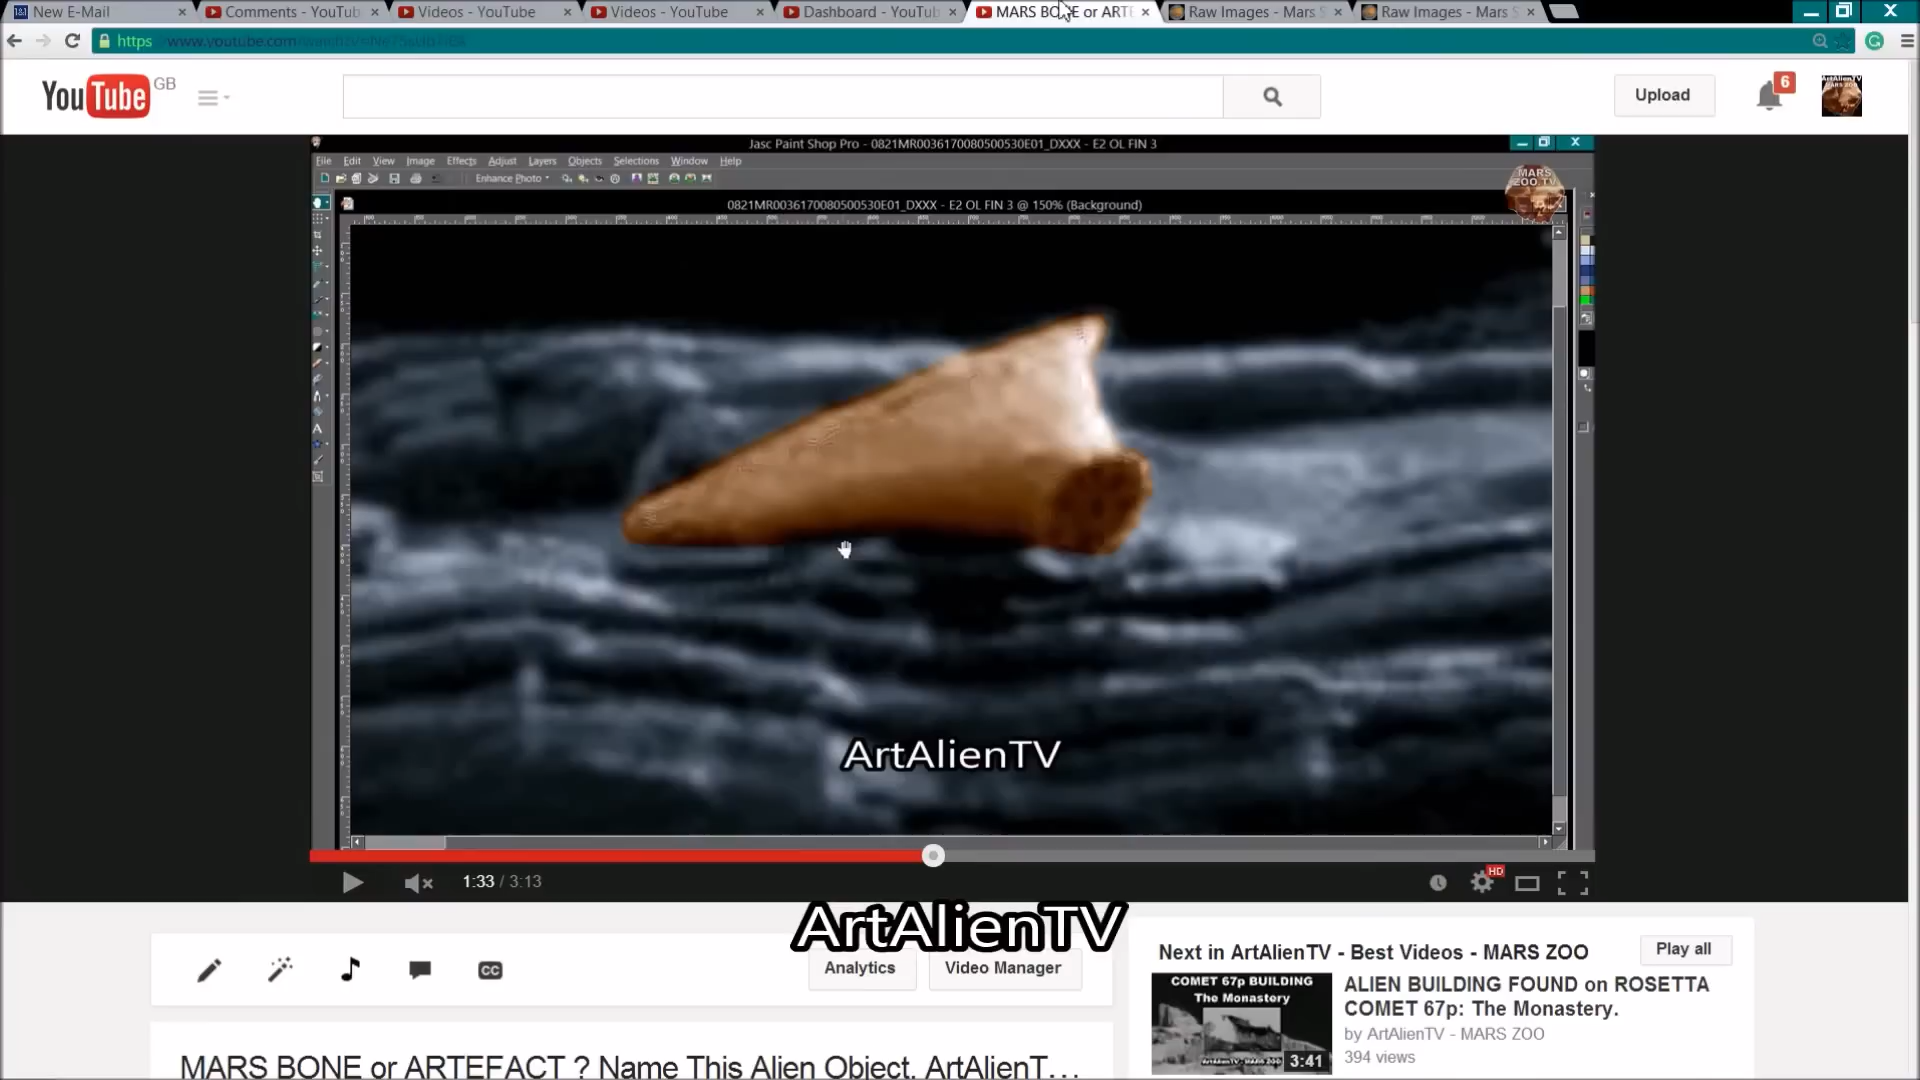 New E-Mail
Comments - YouTub
Videos - YouTube
Videos - YouTube
Dashboard - YouTub
MARS BONE or ARTE
Raw Images - Mars S
Raw Images - Mars S
https
YouTube GB
Upload
6
Jasc Paint Shop Pro - 0821MR0036170080500530E01_DXXX - E2 OL FIN 3
File Edit View Image Effects Adjust Layers Objects Selections Window Help
Enhance Photo
MARS
ZOO TV
0821MR0036170080500530E01_DXXX - E2 OL FIN 3 @ 150% (Background)
ArtAlienTV
1:33 / 3:13
HD
ArtAlienTV
CC
Analytics
Video Manager
Next in ArtAlienTV - Best Videos - MARS ZOO
Play all
COMET 67p BUILDING
The Monastery
3:41
ALIEN BUILDING FOUND on ROSETTA
COMET 67p: The Monastery.
by ArtAlienTV - MARS ZOO
394 views
MARS BONE or ARTEFACT ? Name This Alien Object. ArtAlienT...